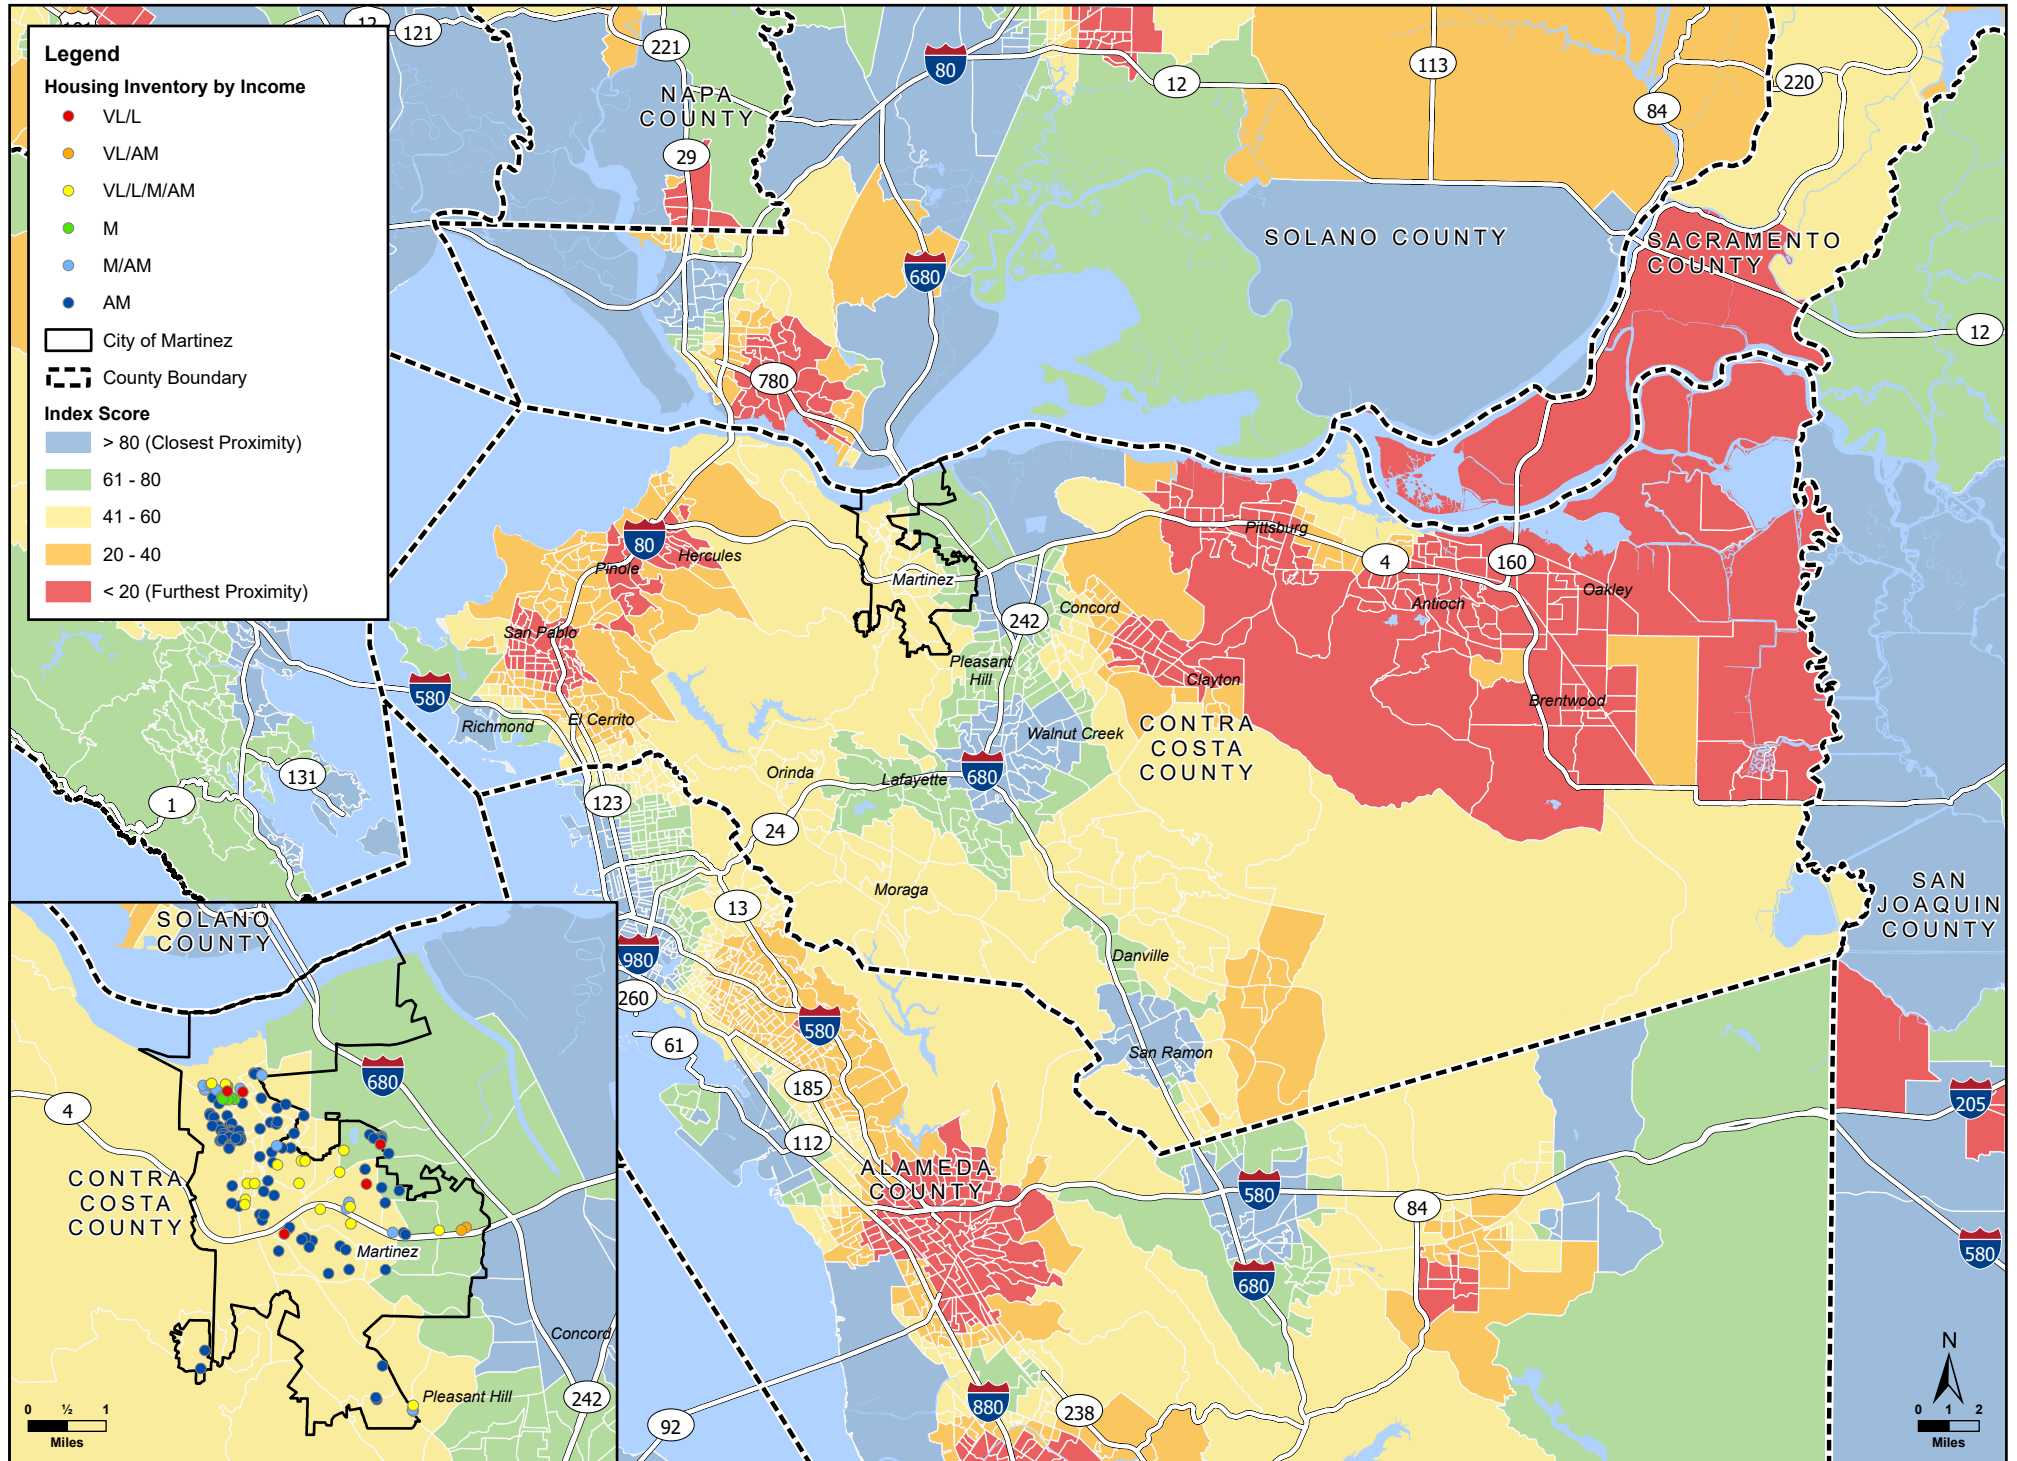 Legend
Housing Inventory by Income
VL/L
VL/AM
VL/L/M/AM
M
M/AM
AM
City of Martinez
County Boundary
Index Score
> 80 (Closest Proximity)
61 - 80
41 - 60
20 - 40
< 20 (Furthest Proximity)
12
121
221
80
12
113
84
220
NAPA
COUNTY
29
680
SOLANO COUNTY
SACRAMENTO
COUNTY
12
780
80
Hercules
Pinole
Martinez
Pittsburg
4
160
Oakley
Antioch
Concord
242
San Pablo
Pleasant
Hill
Clayton
580
Richmond
El Cerrito
Walnut Creek
Brentwood
CONTRA
COSTA
COUNTY
Orinda
Lafayette
680
131
1
123
24
Moraga
13
SAN
JOAQUIN
COUNTY
980
260
Danville
580
61
San Ramon
185
112
205
ALAMEDA
COUNTY
580
84
580
680
880
238
92
N
0 1 2
Miles
SOLANO
COUNTY
680
4
CONTRA
COSTA
COUNTY
Martinez
Concord
Pleasant Hill
242
0 ½ 1
Miles